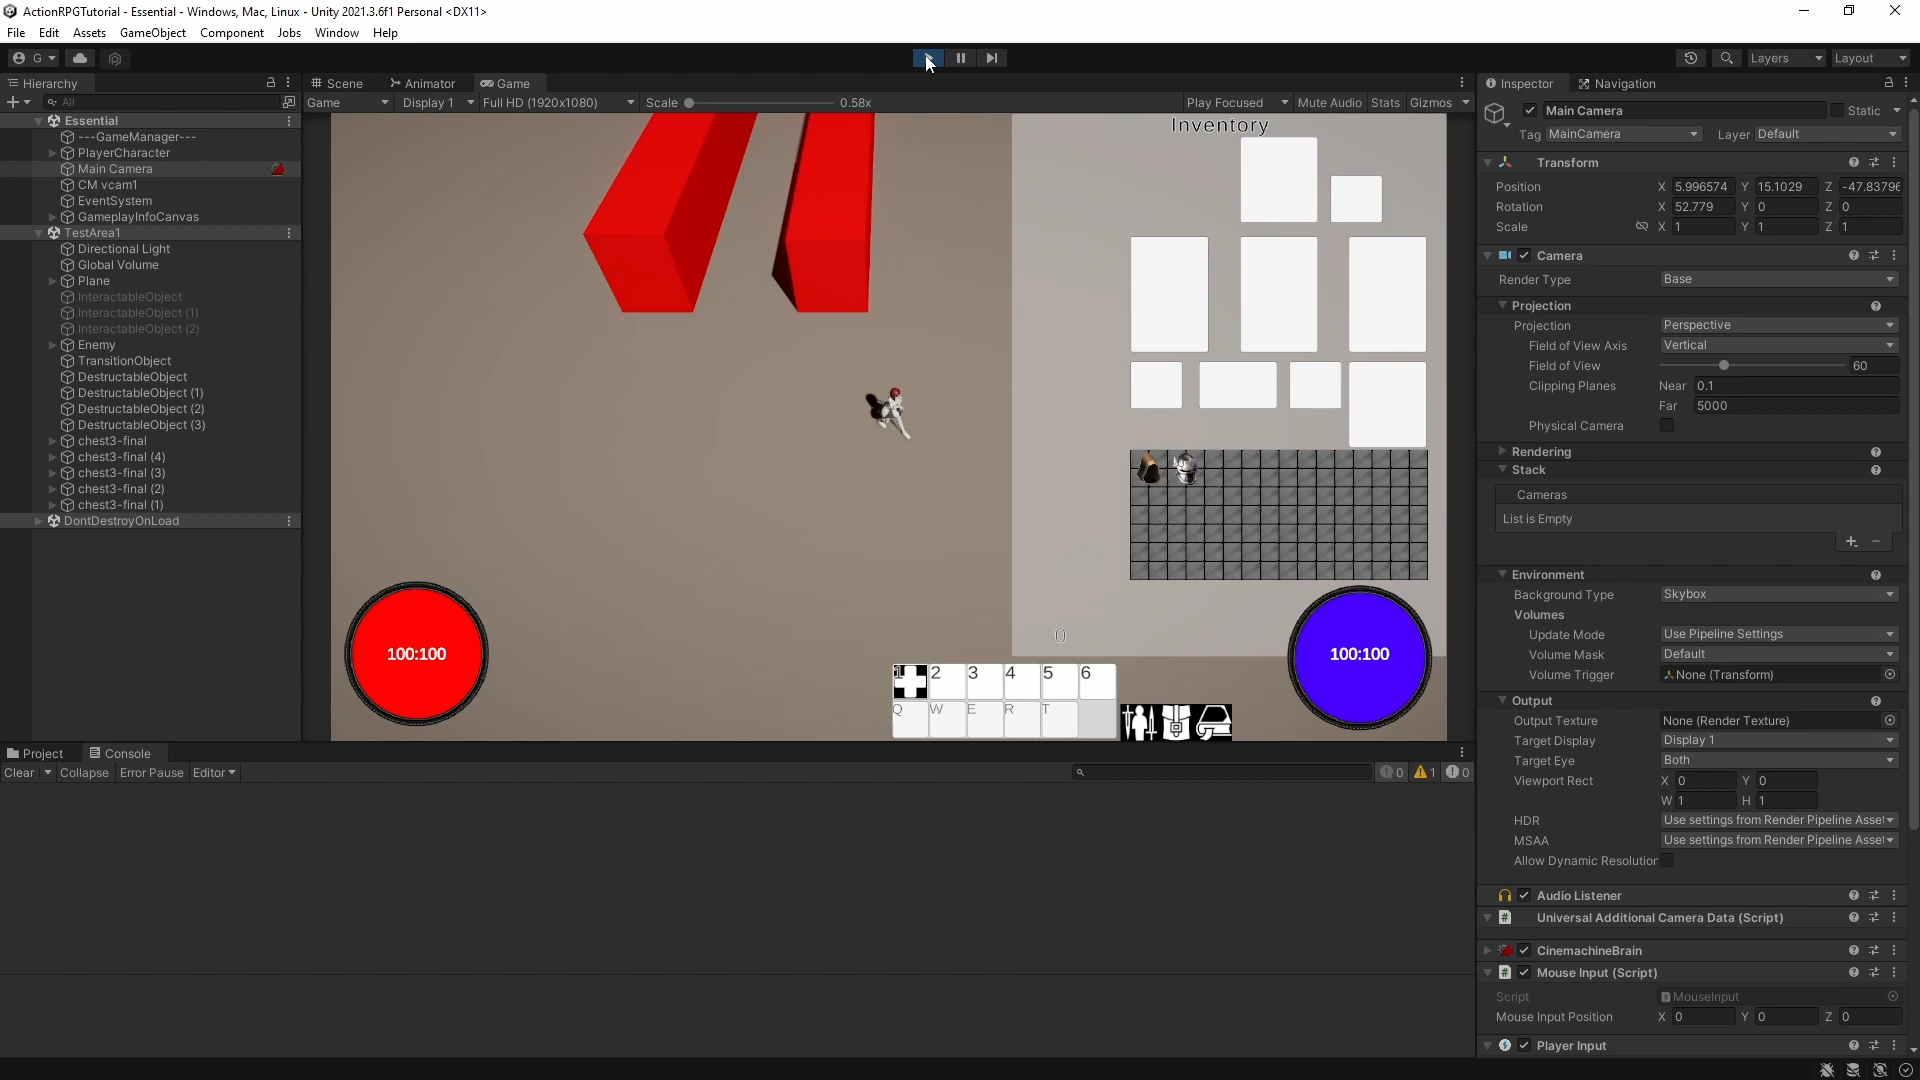 ActionRPGTutorial - Essential - Windows, Mac, Linux - Unity 2021.3.6f1 Personal <DX11>
File Edit Assets GameObject Component Jobs Window Help
G Layers Layout
Hierarchy
All
Essential
---GameManager---
PlayerCharacter
Main Camera
CM vcam1
EventSystem
GameplayInfoCanvas
TestArea1
Directional Light
Global Volume
Plane
InteractableObject
InteractableObject (1)
InteractableObject (2)
Enemy
TransitionObject
DestructableObject
DestructableObject (1)
DestructableObject (2)
DestructableObject (3)
chest3-final
chest3-final (4)
chest3-final (3)
chest3-final (2)
chest3-final (1)
DontDestroyOnLoad
Scene Animator Game
Game Display 1 Full HD (1920x1080) Scale 0.58x Play Focused Mute Audio Stats Gizmos
Inventory
0
100:100
100:100
1 2 3 4 5 6
Q W E R T
Project Console
Clear Collapse Error Pause Editor 0 1 0
Inspector Navigation
Main Camera Static
Tag MainCamera Layer Default
Transform
Position X 5.996574 Y 15.1029 Z -47.83796
Rotation X 52.779 Y 0 Z 0
Scale X 1 Y 1 Z 1
Camera
Render Type Base
Projection
Projection Perspective
Field of View Axis Vertical
Field of View 60
Clipping Planes Near 0.1
Far 5000
Physical Camera
Rendering
Stack
Cameras
List is Empty
Environment
Background Type Skybox
Volumes
Update Mode Use Pipeline Settings
Volume Mask Default
Volume Trigger None (Transform)
Output
Output Texture None (Render Texture)
Target Display Display 1
Target Eye Both
Viewport Rect X 0 Y 0
W 1 H 1
HDR Use settings from Render Pipeline Asset
MSAA Use settings from Render Pipeline Asset
Allow Dynamic Resolution
Audio Listener
Universal Additional Camera Data (Script)
CinemachineBrain
Mouse Input (Script)
Script MouseInput
Mouse Input Position X 0 Y 0 Z 0
Player Input